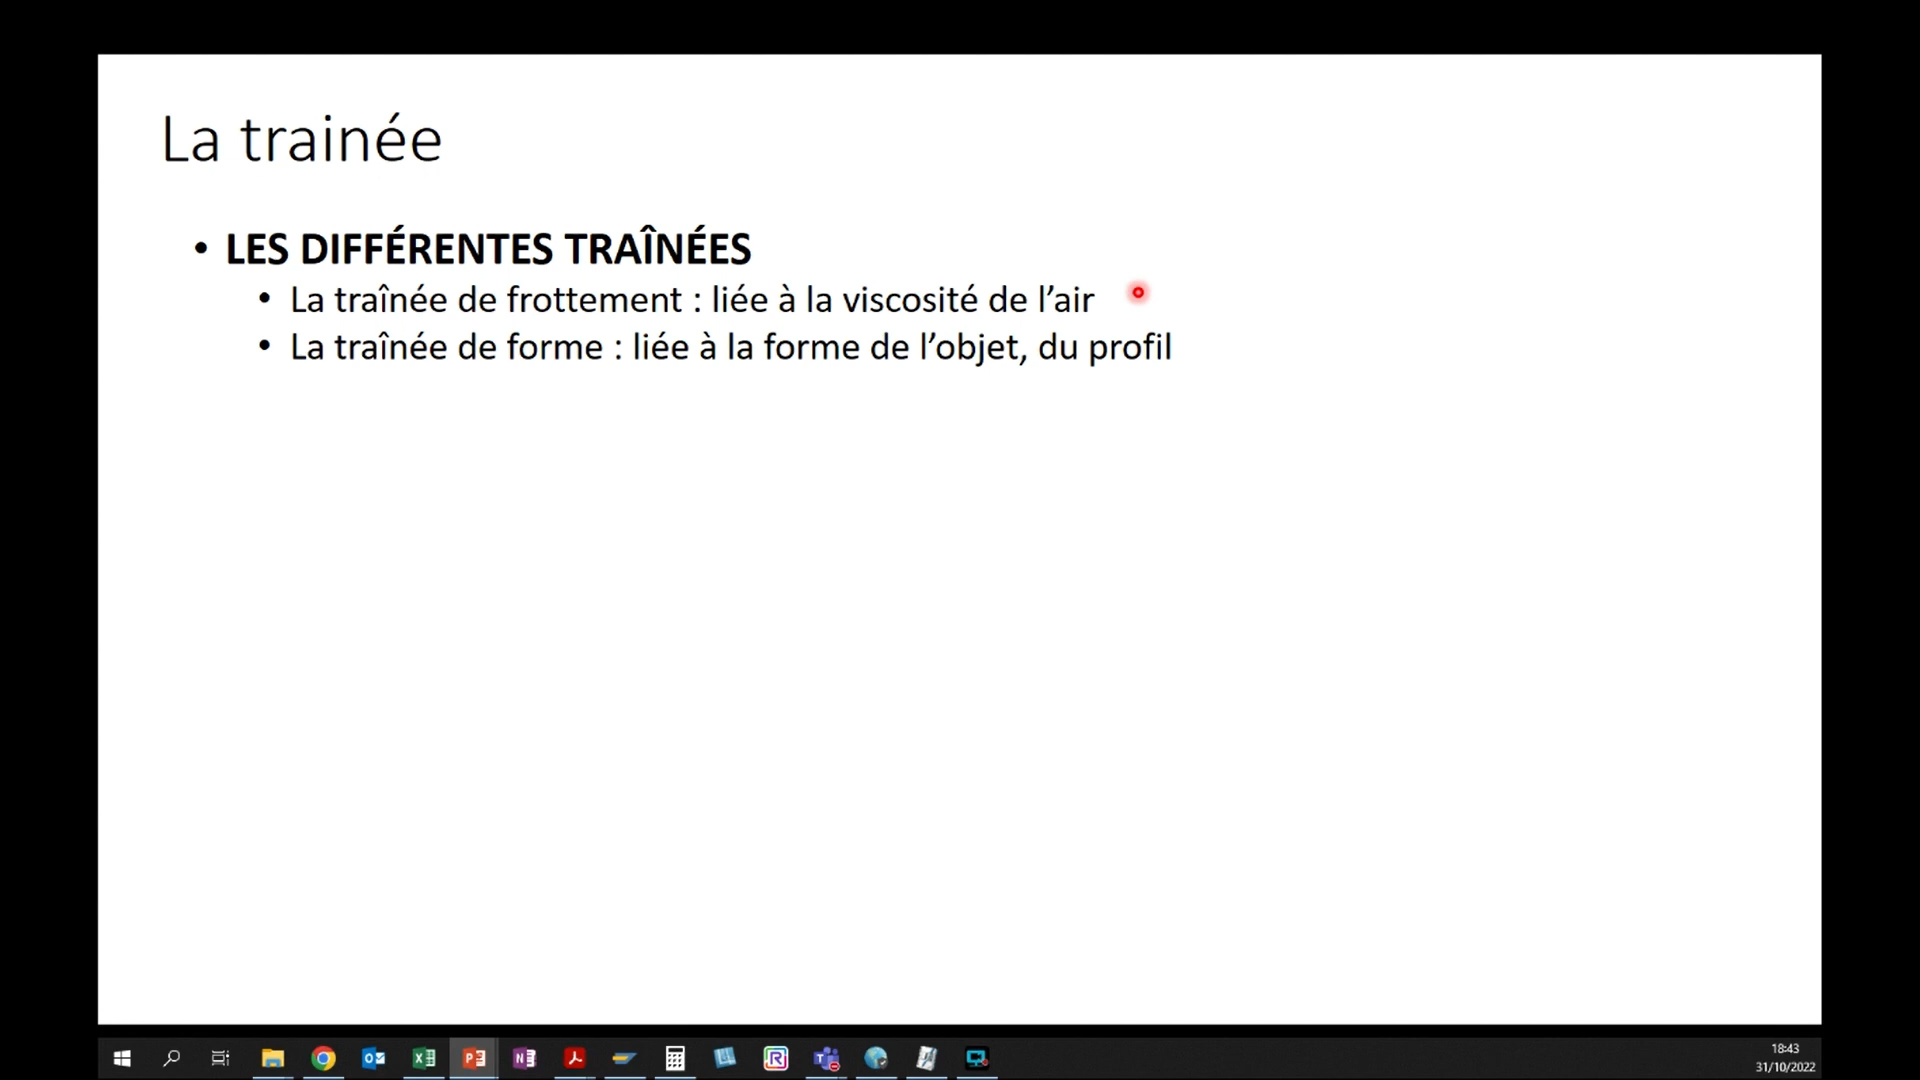 La trainée
• LES DIFFÉRENTES TRAÎNÉES
• La traînée de frottement : liée à la viscosité de l’air
• La traînée de forme : liée à la forme de l’objet, du profil
18:43
31/10/2022